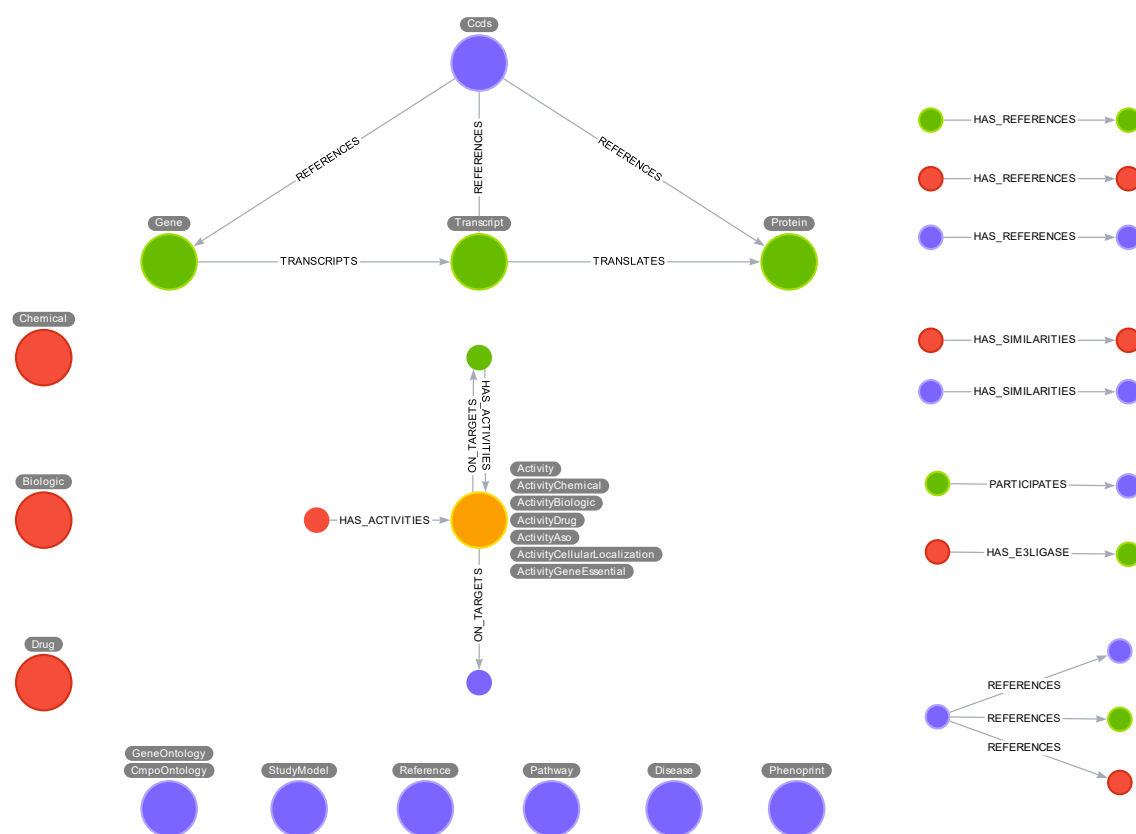 Ccds
REFERENCES
REFERENCES
REFERENCES
Gene
Transcript
Protein
TRANSCRIPTS
TRANSLATES
Chemical
ON_TARGETS
HAS_ACTIVITIES
Biologic
HAS_ACTIVITIES
Activity
ActivityChemical
ActivityBiologic
ActivityDrug
ActivityAso
ActivityCellularLocalization
ActivityGeneEssential
ON_TARGETS
Drug
GeneOntology
CmpoOntology
StudyModel
Reference
Pathway
Disease
Phenoprint
HAS_REFERENCES
HAS_REFERENCES
HAS_REFERENCES
HAS_SIMILARITIES
HAS_SIMILARITIES
PARTICIPATES
HAS_E3LIGASE
REFERENCES
REFERENCES
REFERENCES